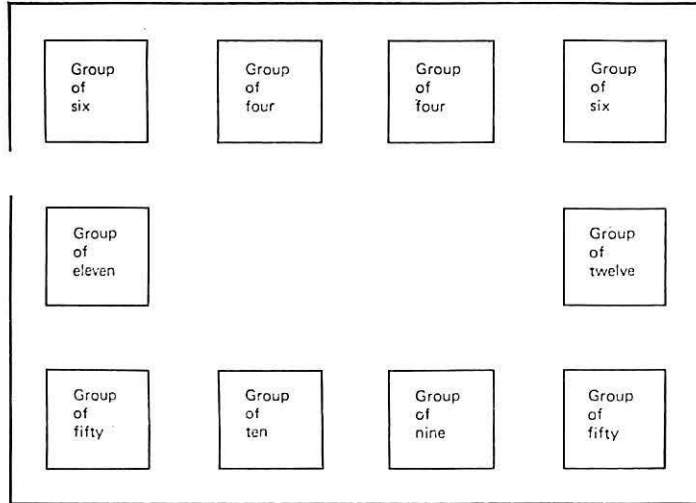 Group
of
six
Group
of
four
Group
of
four
Group
of
six
Group
of
eleven
Group
of
twelve
Group
of
fifty
Group
of
ten
Group
of
nine
Group
of
fifty